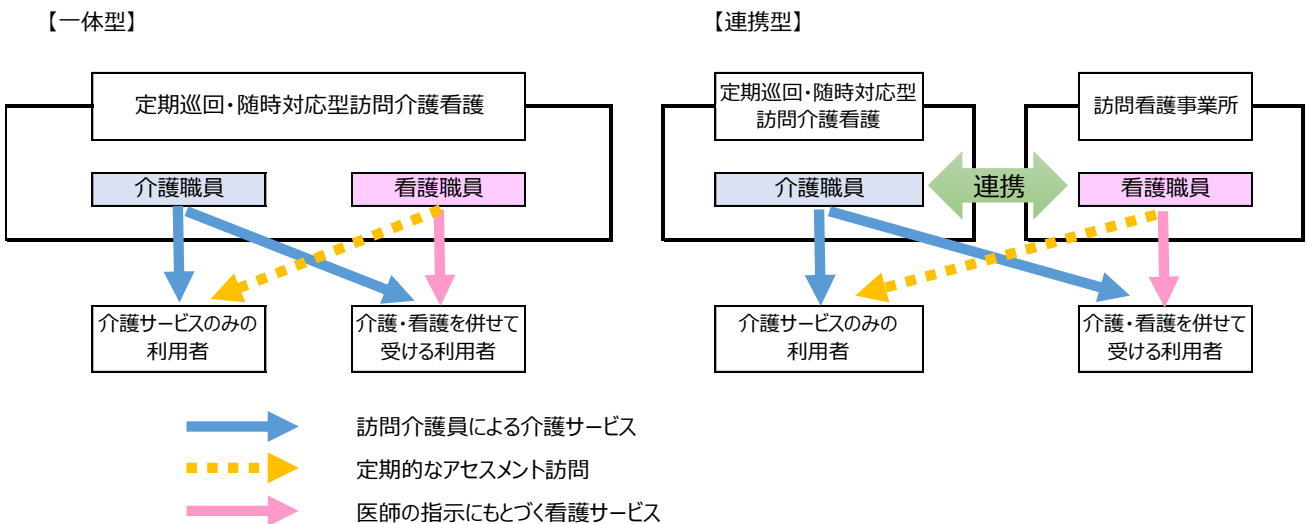 【一体型】
定期巡回・随時対応型訪問介護看護
介護職員
看護職員
介護サービスのみの
利用者
介護・看護を併せて
受ける利用者
【連携型】
定期巡回・随時対応型
訪問介護看護
訪問看護事業所
介護職員
連携
看護職員
介護サービスのみの
利用者
介護・看護を併せて
受ける利用者
訪問介護員による介護サービス
定期的なアセスメント訪問
医師の指示にもとづく看護サービス